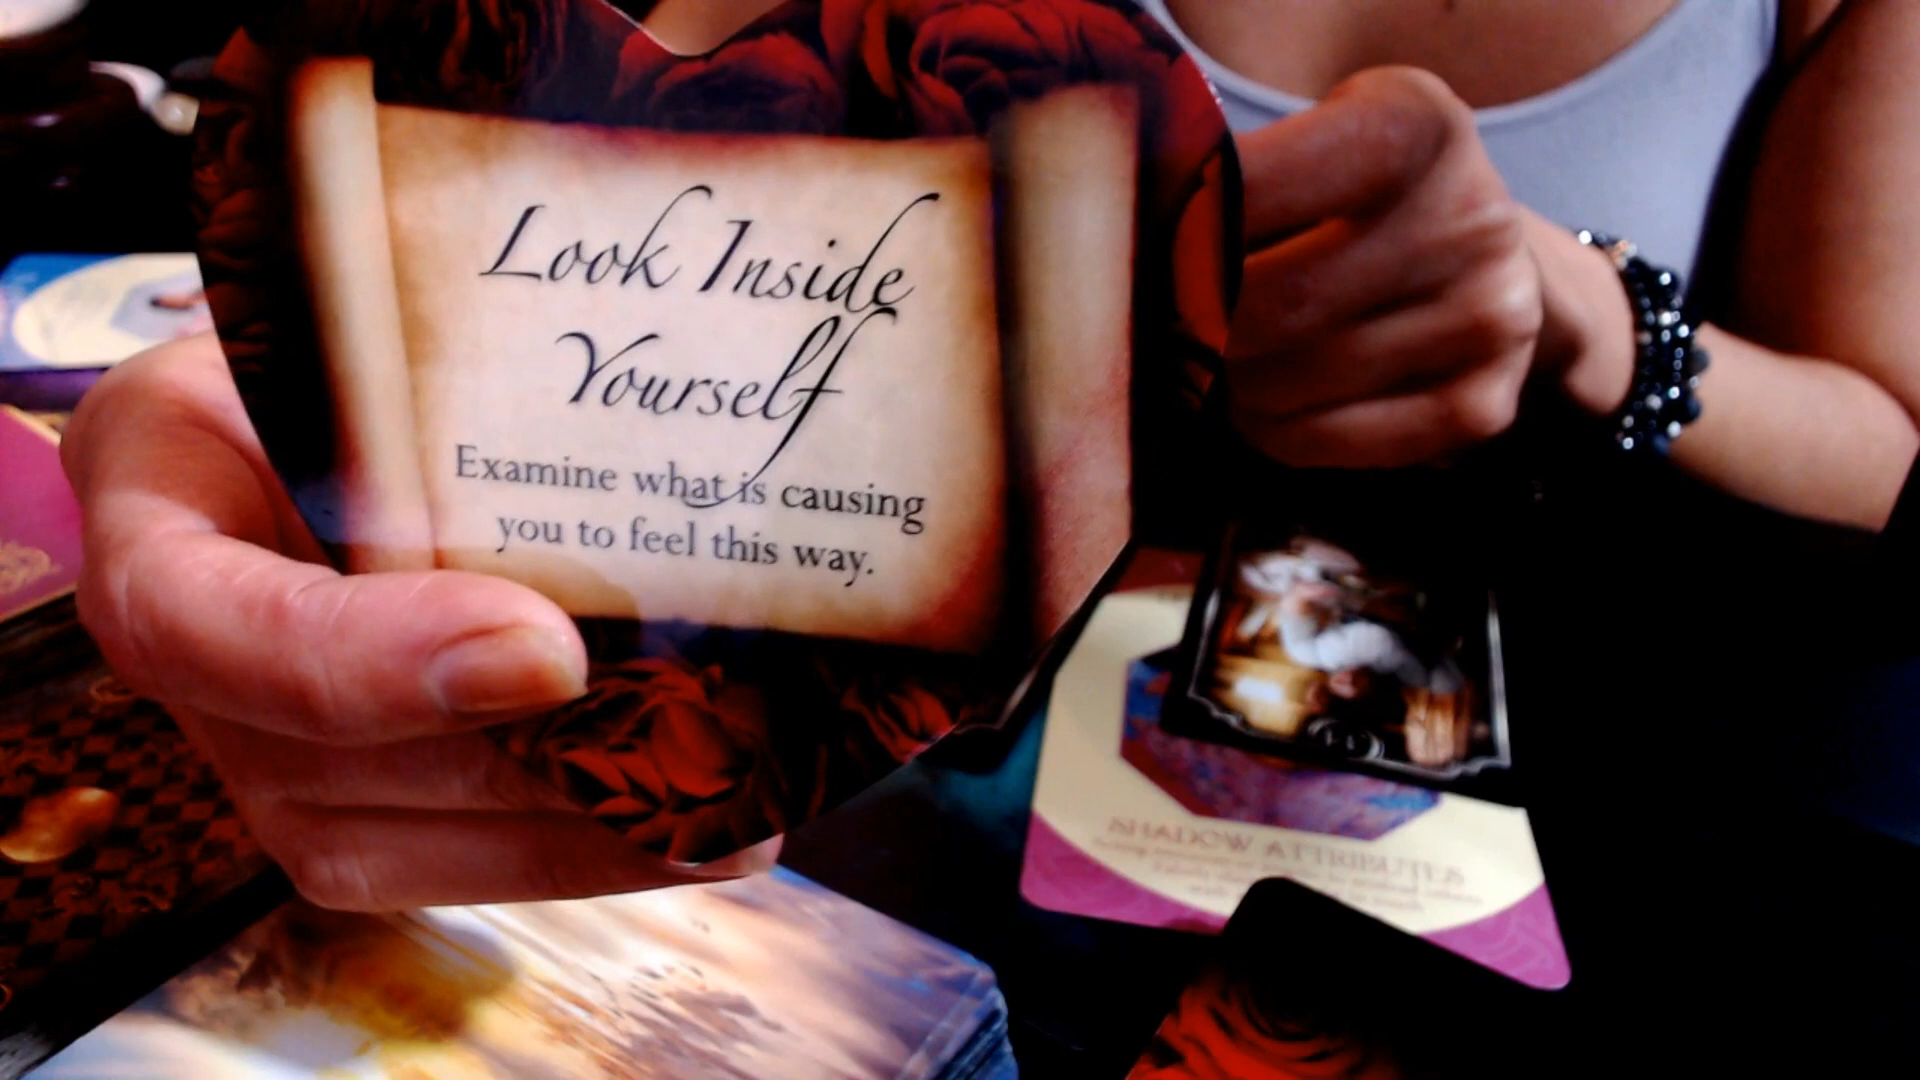 Look Inside
Yourself
Examine what is causing
you to feel this way.
SHADOW ATTRIBUTES